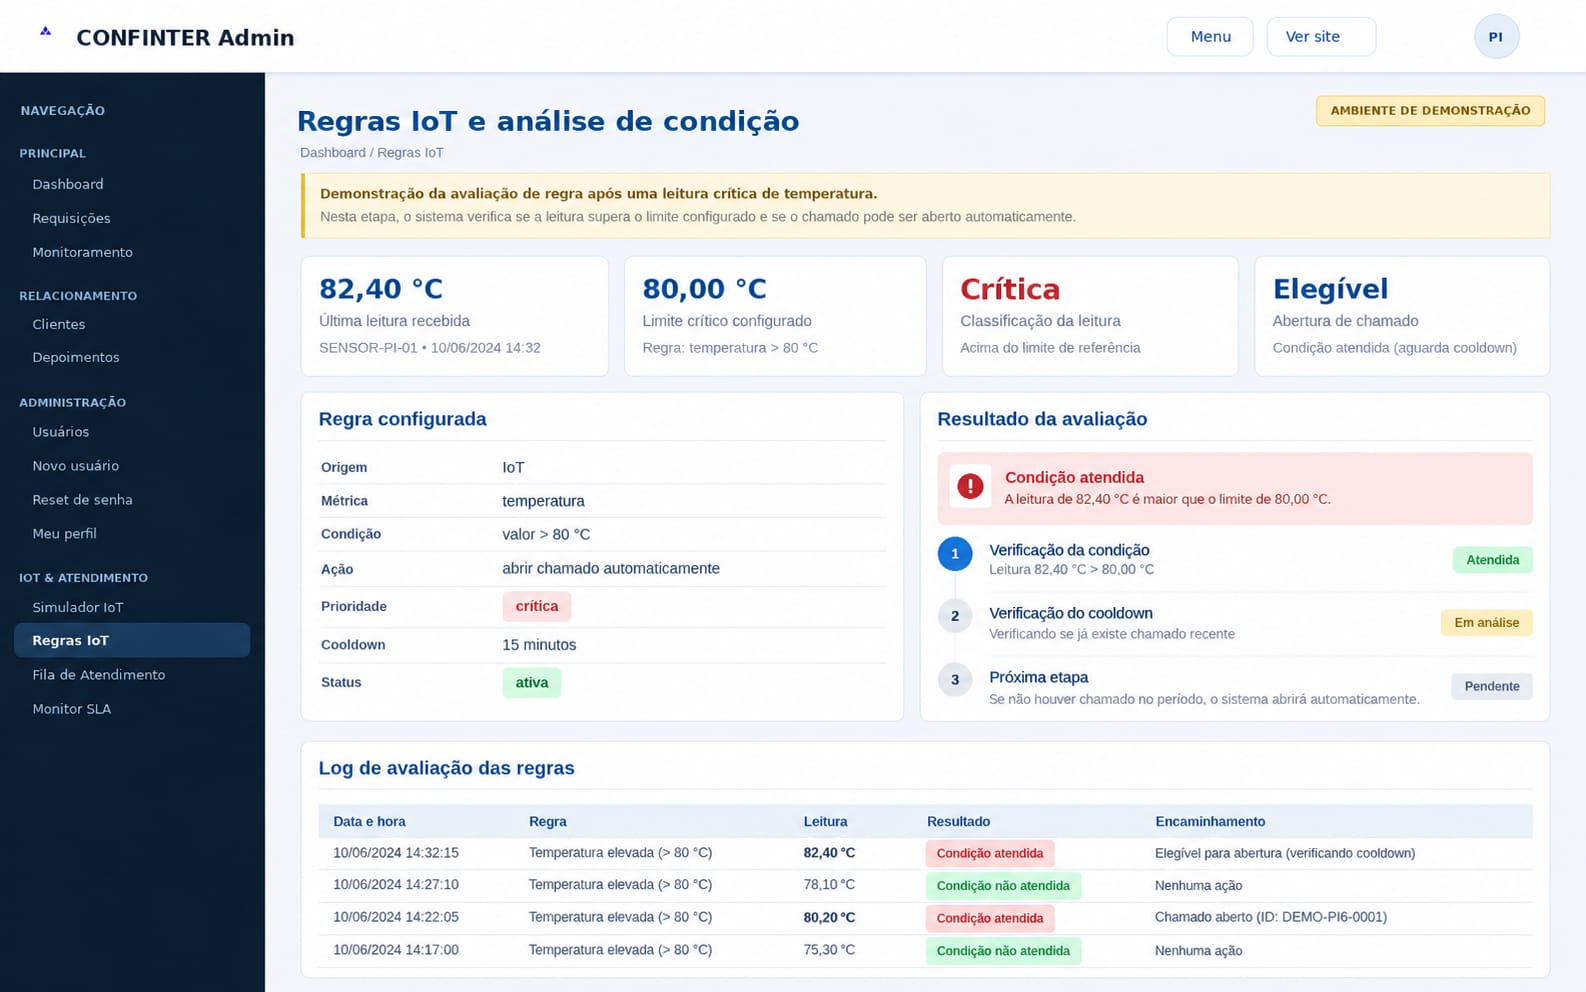 CONFINTER Admin
Menu
Ver site
PI
NAVEGAÇÃO
PRINCIPAL
Dashboard
Requisições
Monitoramento
RELACIONAMENTO
Clientes
Depoimentos
ADMINISTRAÇÃO
Usuários
Novo usuário
Reset de senha
Meu perfil
IOT & ATENDIMENTO
Simulador IoT
Regras IoT
Fila de Atendimento
Monitor SLA
Regras IoT e análise de condição
AMBIENTE DE DEMONSTRAÇÃO
Dashboard / Regras IoT
Demonstração da avaliação de regra após uma leitura crítica de temperatura.
Nesta etapa, o sistema verifica se a leitura supera o limite configurado e se o chamado pode ser aberto automaticamente.
82,40 °C
Última leitura recebida
SENSOR-PI-01 • 10/06/2024 14:32
80,00 °C
Limite crítico configurado
Regra: temperatura > 80 °C
Crítica
Classificação da leitura
Acima do limite de referência
Elegível
Abertura de chamado
Condição atendida (aguarda cooldown)
Regra configurada
Origem IoT
Métrica temperatura
Condição valor > 80 °C
Ação abrir chamado automaticamente
Prioridade crítica
Cooldown 15 minutos
Status ativa
Resultado da avaliação
Condição atendida
A leitura de 82,40 °C é maior que o limite de 80,00 °C.
1 Verificação da condição Atendida
Leitura 82,40 °C > 80,00 °C
2 Verificação do cooldown Em análise
Verificando se já existe chamado recente
3 Próxima etapa Pendente
Se não houver chamado no período, o sistema abrirá automaticamente.
Log de avaliação das regras
Data e hora Regra Leitura Resultado Encaminhamento
10/06/2024 14:32:15 Temperatura elevada (> 80 °C) 82,40 °C Condição atendida Elegível para abertura (verificando cooldown)
10/06/2024 14:27:10 Temperatura elevada (> 80 °C) 78,10 °C Condição não atendida Nenhuma ação
10/06/2024 14:22:05 Temperatura elevada (> 80 °C) 80,20 °C Condição atendida Chamado aberto (ID: DEMO-PI6-0001)
10/06/2024 14:17:00 Temperatura elevada (> 80 °C) 75,30 °C Condição não atendida Nenhuma ação